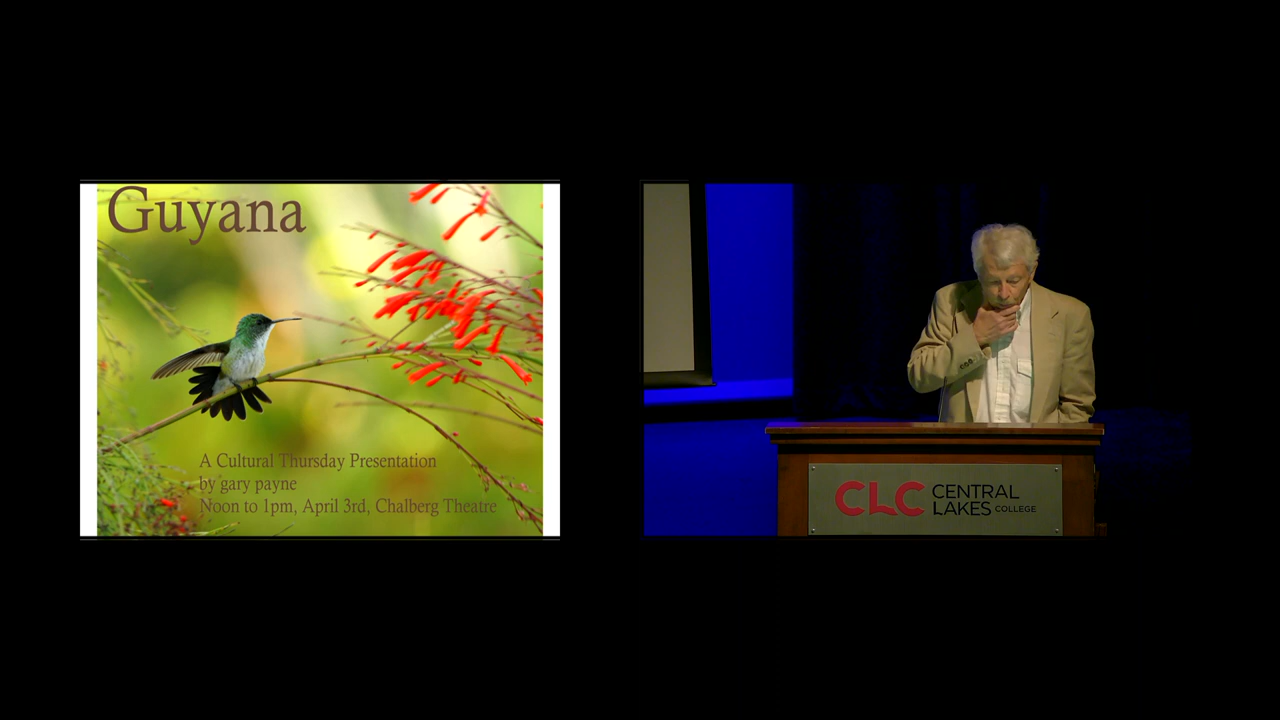 Guyana
A Cultural Thursday Presentation
by gary payne
Noon to 1pm, April 3rd, Chalberg Theatre
CLC CENTRAL
LAKES COLLEGE